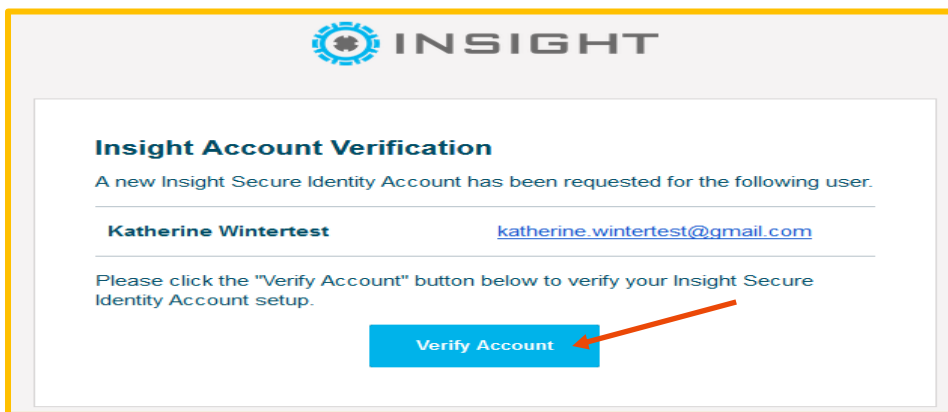 INSIGHT
Insight Account Verification
A new Insight Secure Identity Account has been requested for the following user.
Katherine Wintertest katherine.wintertest@gmail.com
Please click the "Verify Account" button below to verify your Insight Secure
Identity Account setup.
Verify Account